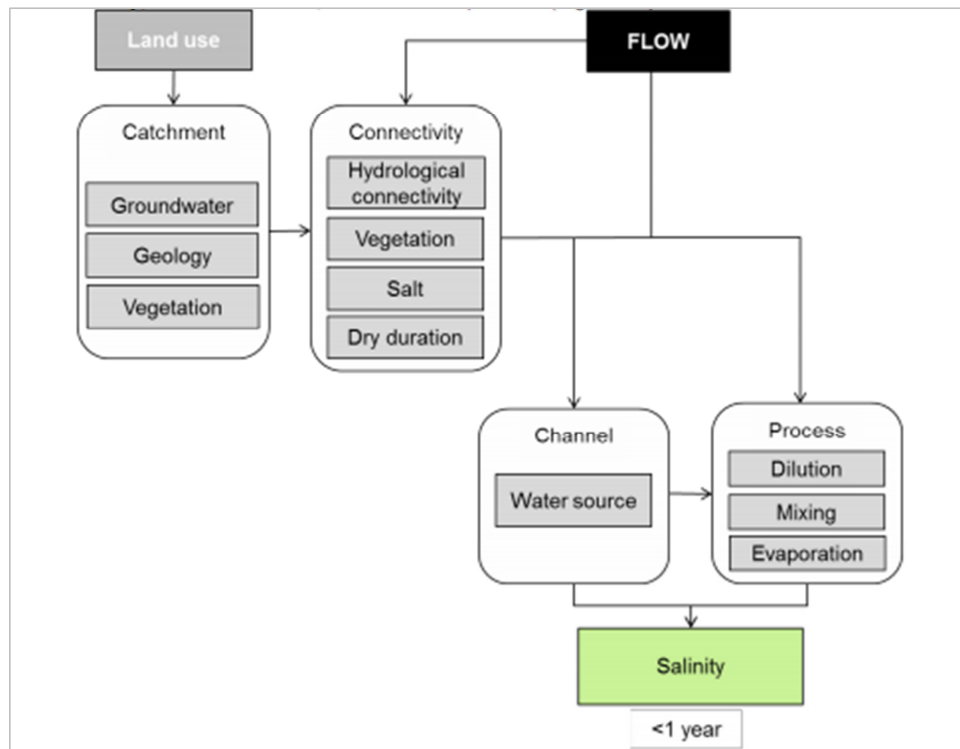 Land use
FLOW
Catchment
Groundwater
Geology
Vegetation
Connectivity
Hydrological
connectivity
Vegetation
Salt
Dry duration
Channel
Water source
Process
Dilution
Mixing
Evaporation
Salinity
<1 year